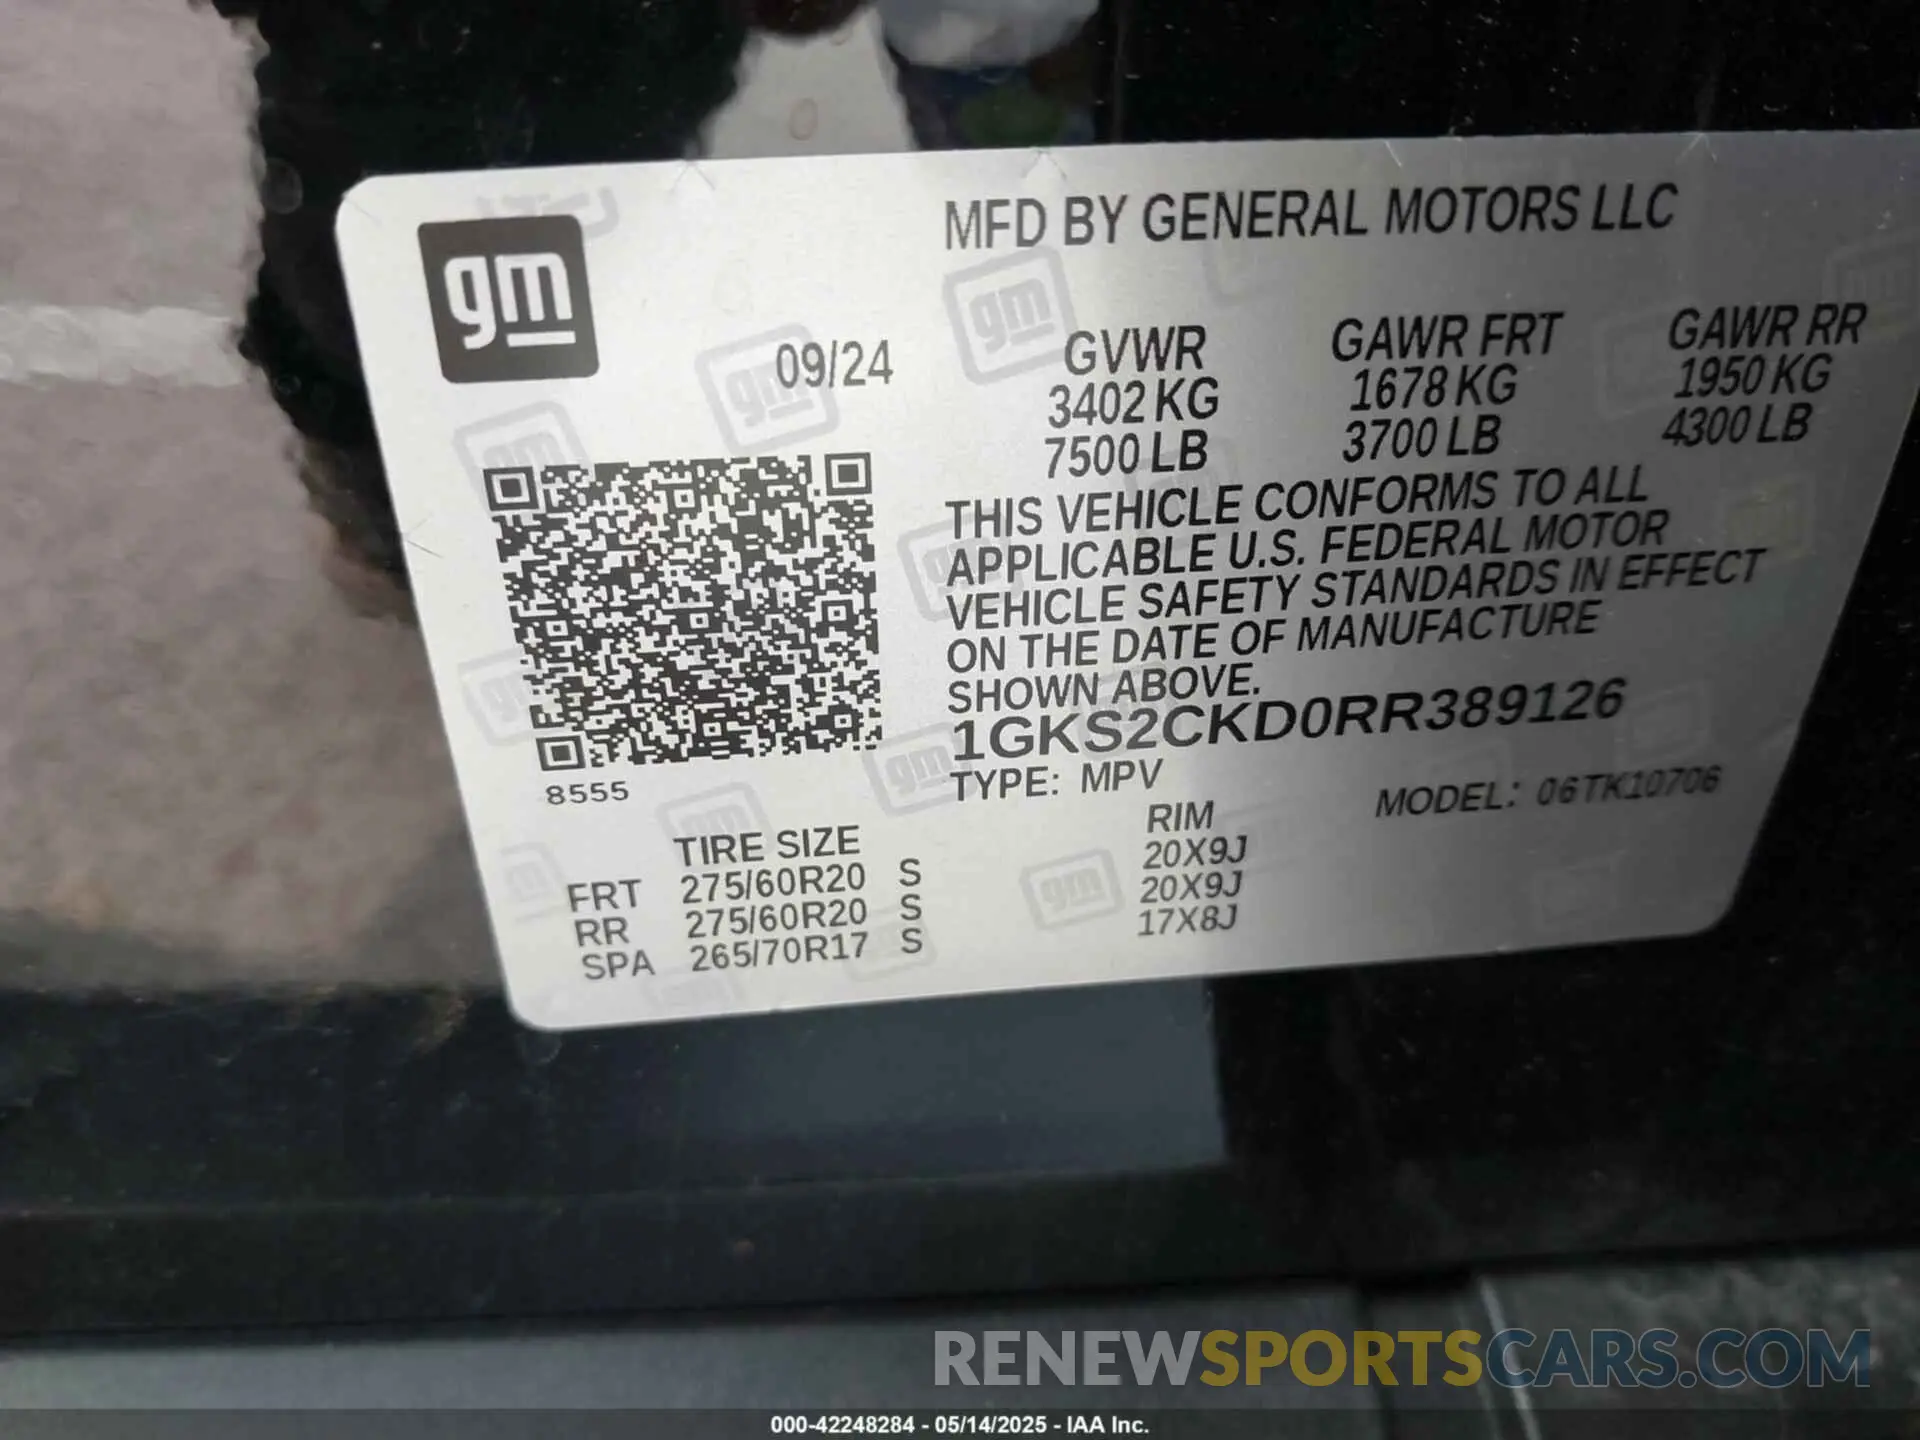 MFD BY GENERAL MOTORS LLC
gm
09/24
GVWR GAWR FRT GAWR RR
3402 KG 1678 KG 1950 KG
7500 LB 3700 LB 4300 LB
THIS VEHICLE CONFORMS TO ALL
APPLICABLE U.S. FEDERAL MOTOR
VEHICLE SAFETY STANDARDS IN EFFECT
ON THE DATE OF MANUFACTURE
SHOWN ABOVE.
1GKS2CKD0RR389126
TYPE: MPV MODEL: 06TK10706
8555
TIRE SIZE RIM
FRT 275/60R20 S 20X9J
RR 275/60R20 S 20X9J
SPA 265/70R17 S 17X8J
RENEWSPORTSCARS.COM
000-42248284 - 05/14/2025 - IAA Inc.